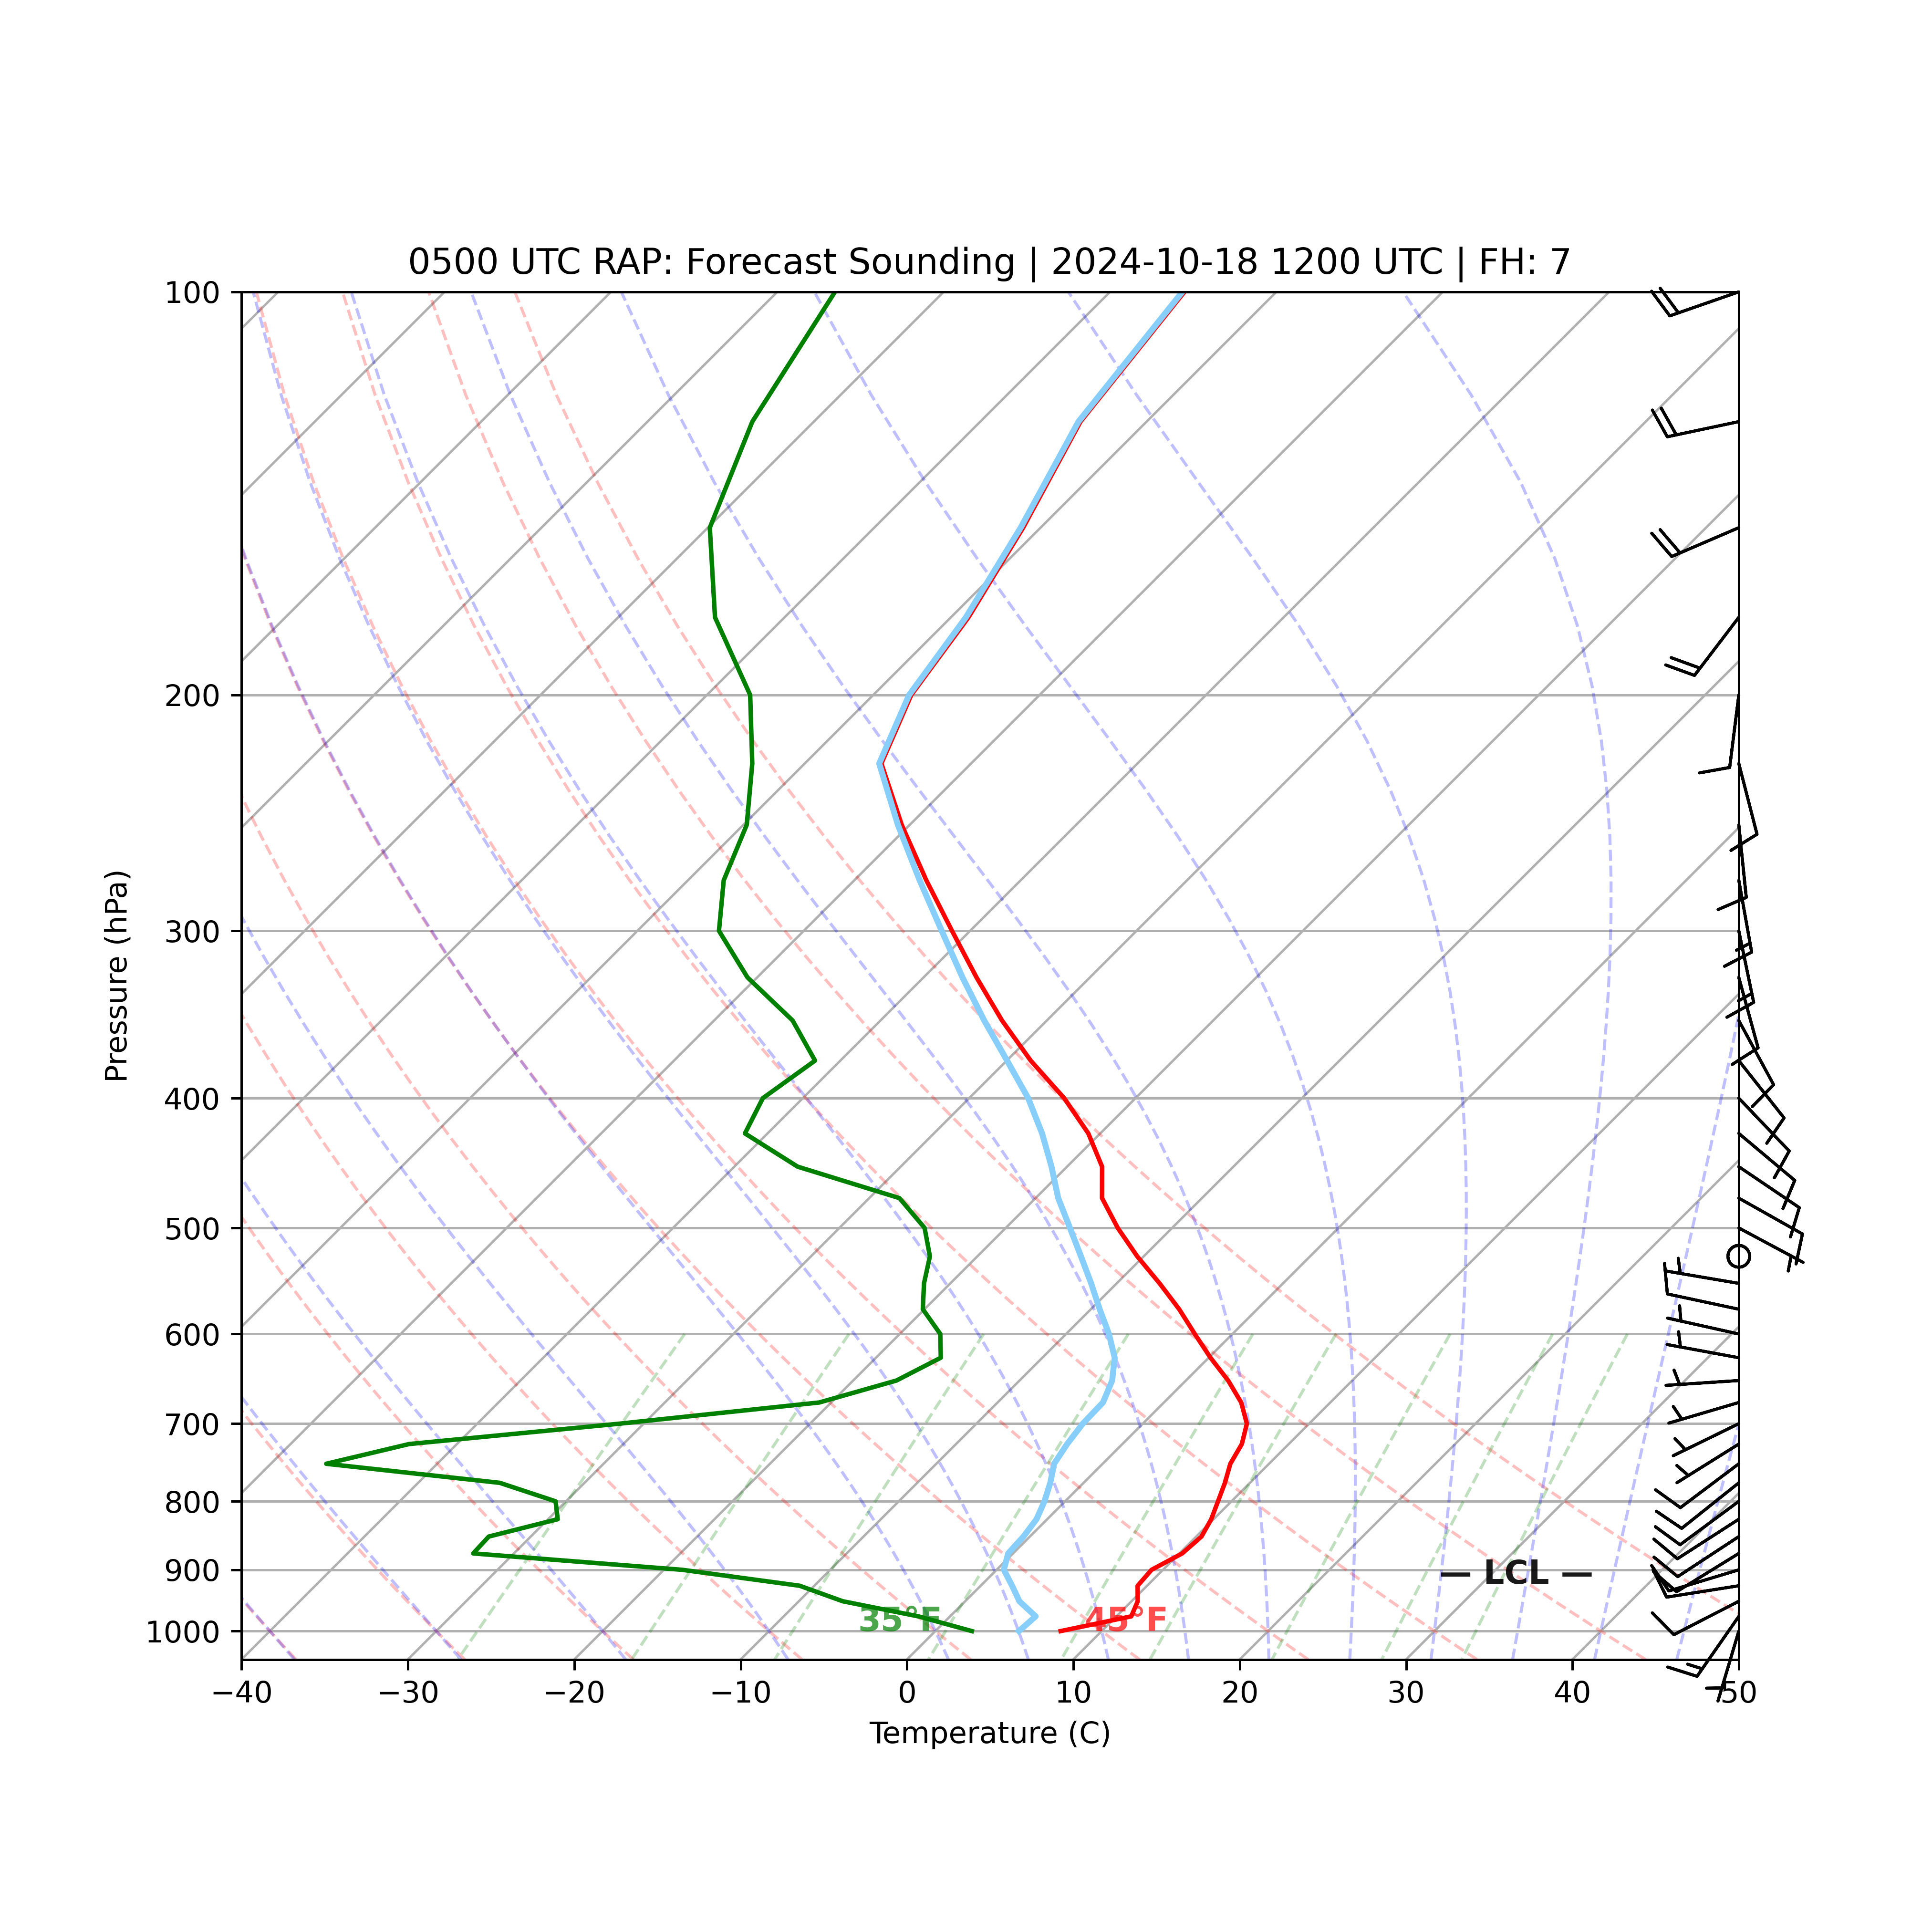 0500 UTC RAP: Forecast Sounding | 2024-10-18 1200 UTC | FH: 7
100
200
300
400
500
600
700
800
900
1000
Pressure (hPa)
— LCL —
35°F
45°F
−40 −30 −20 −10 0 10 20 30 40 50
Temperature (C)